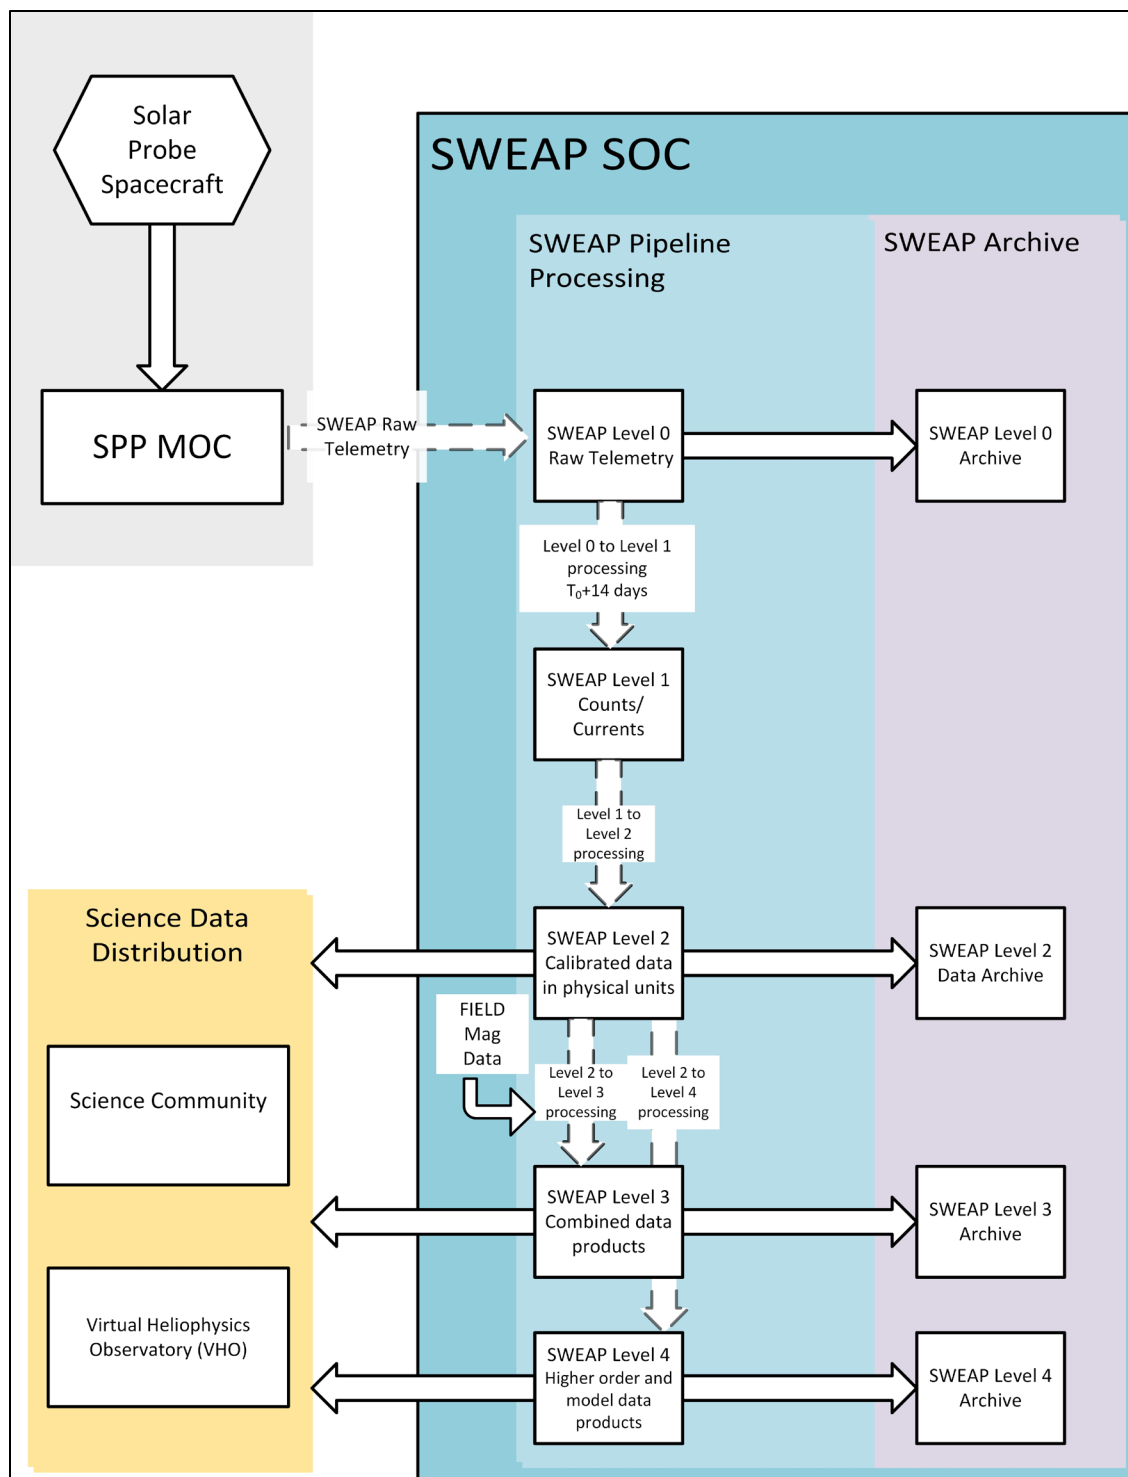 Solar
Probe
Spacecraft
SPP MOC
SWEAP Raw
Telemetry
SWEAP SOC
SWEAP Pipeline
Processing
SWEAP Archive
SWEAP Level 0
Raw Telemetry
SWEAP Level 0
Archive
Level 0 to Level 1
processing
T₀+14 days
SWEAP Level 1
Counts/
Currents
Level 1 to
Level 2
processing
Science Data
Distribution
SWEAP Level 2
Calibrated data
in physical units
SWEAP Level 2
Data Archive
FIELD
Mag
Data
Level 2 to
Level 3
processing
Level 2 to
Level 4
processing
Science Community
SWEAP Level 3
Combined data
products
SWEAP Level 3
Archive
Virtual Heliophysics
Observatory (VHO)
SWEAP Level 4
Higher order and
model data
products
SWEAP Level 4
Archive